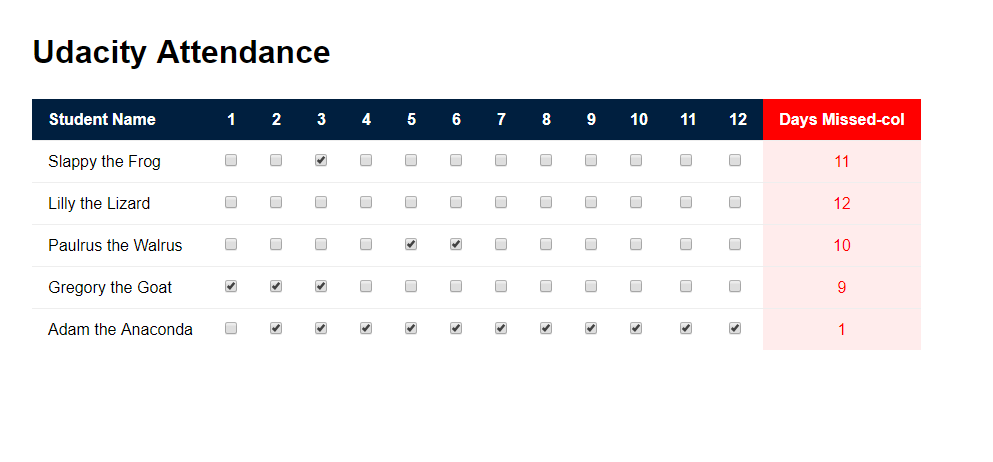 Udacity Attendance
Student Name 1 2 3 4 5 6 7 8 9 10 11 12 Days Missed-col
Slappy the Frog 11
Lilly the Lizard 12
Paulrus the Walrus 10
Gregory the Goat 9
Adam the Anaconda 1